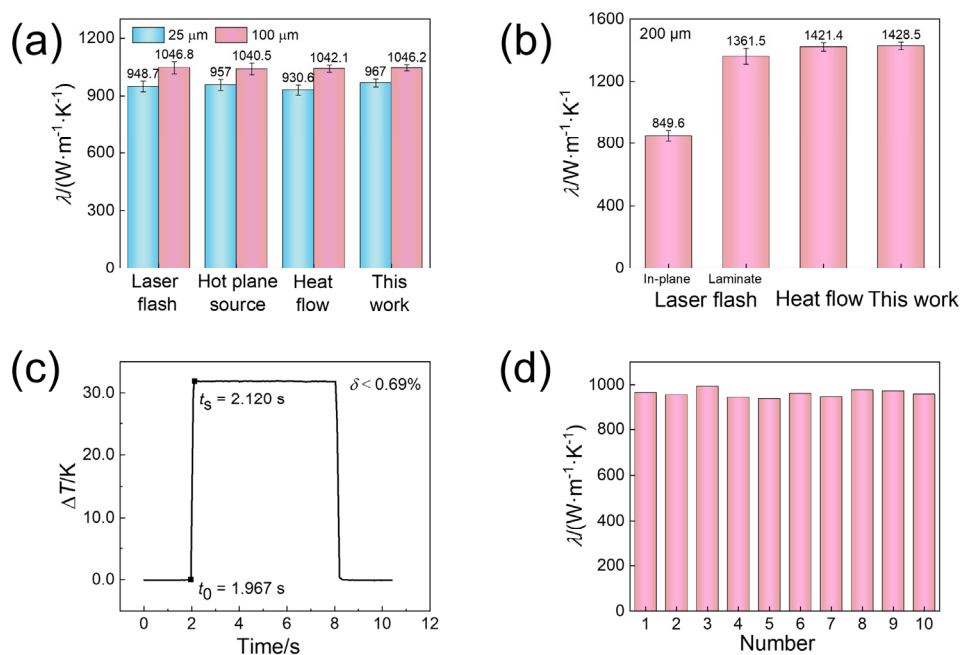 (a)
25 μm
100 μm
1200
900
600
300
0
λ/(W·m⁻¹·K⁻¹)
948.7
1046.8
957
1040.5
930.6
1042.1
967
1046.2
Laser flash
Hot plane source
Heat flow
This work
(b)
200 μm
1600
1200
800
400
0
λ/W·m⁻¹·K⁻¹
849.6
1361.5
1421.4
1428.5
In-plane
Laminate
Laser flash
Heat flow
This work
(c)
δ < 0.69%
30.0
20.0
10.0
0.0
ΔT/K
tₛ = 2.120 s
t₀ = 1.967 s
0 2 4 6 8 10 12
Time/s
(d)
1000
800
600
400
200
0
λ/(W·m⁻¹·K⁻¹)
1 2 3 4 5 6 7 8 9 10
Number